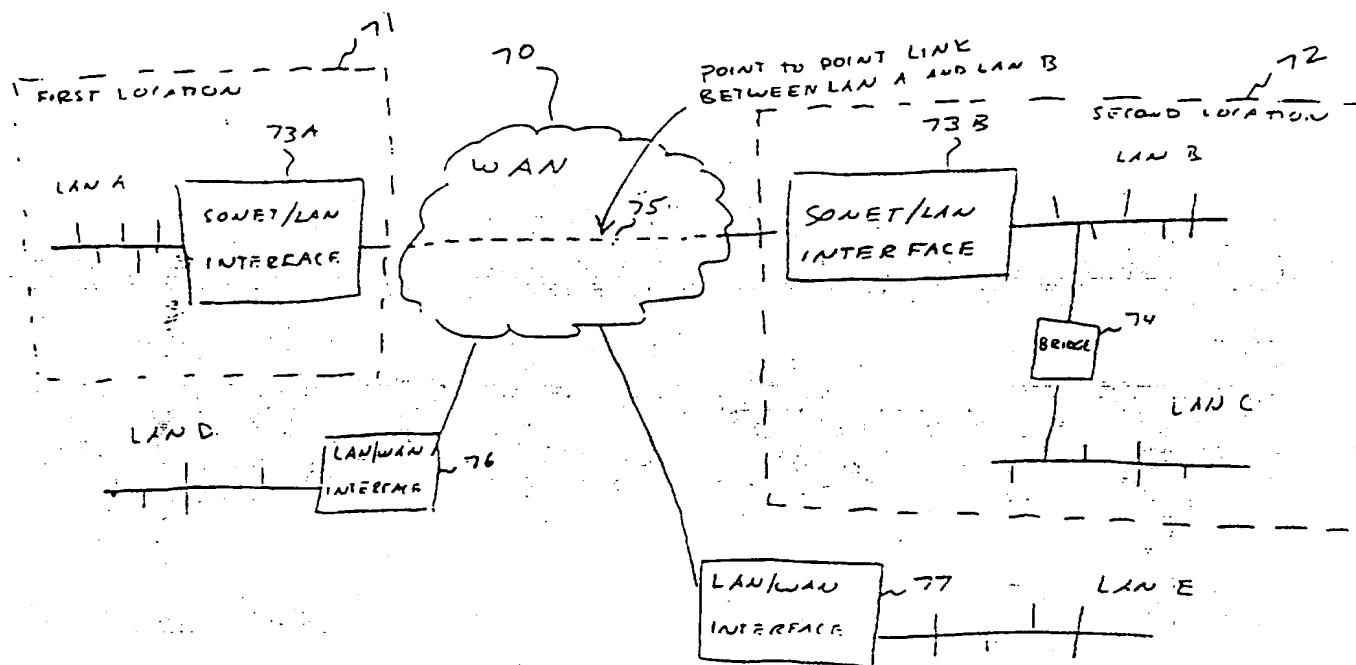 71
FIRST LOCATION
73A
LAN A
SONET/LAN
INTERFACE
70
WAN
POINT TO POINT LINK
BETWEEN LAN A AND LAN B
75
72
SECOND LOCATION
73B
LAN B
SONET/LAN
INTERFACE
74
BRIDGE
LAN C
LAN D
LAN/WAN
INTERFACE
76
LAN/WAN
INTERFACE
77
LAN E